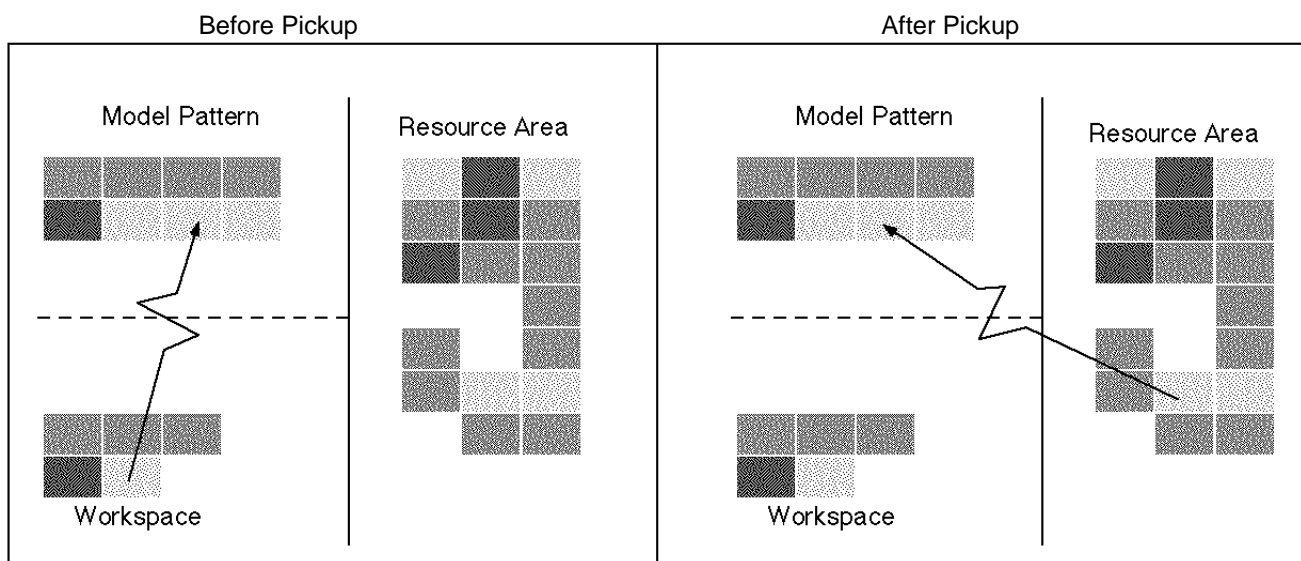 Before Pickup
After Pickup
Model Pattern
Resource Area
Workspace
Model Pattern
Resource Area
Workspace